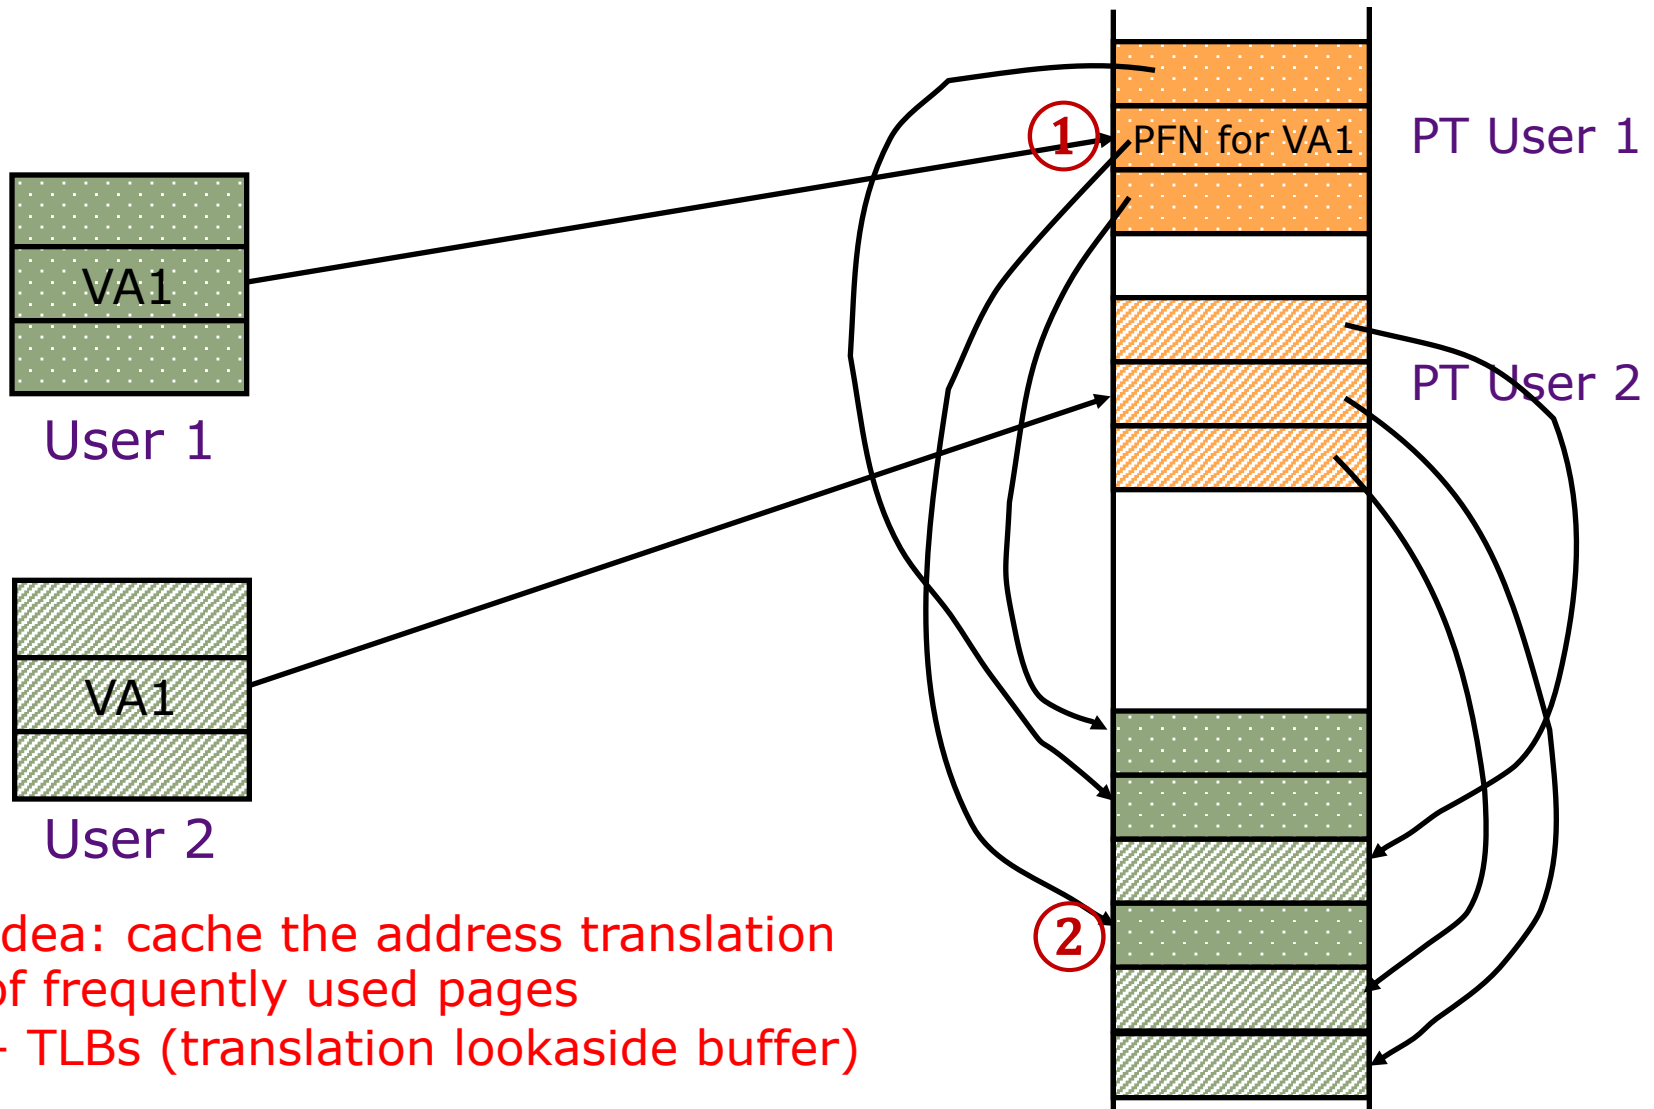 1
PFN for VA1
PT User 1
VA1
User 1
PT User 2
VA1
User 2
dea: cache the address translation
of frequently used pages
- TLBs (translation lookaside buffer)
2